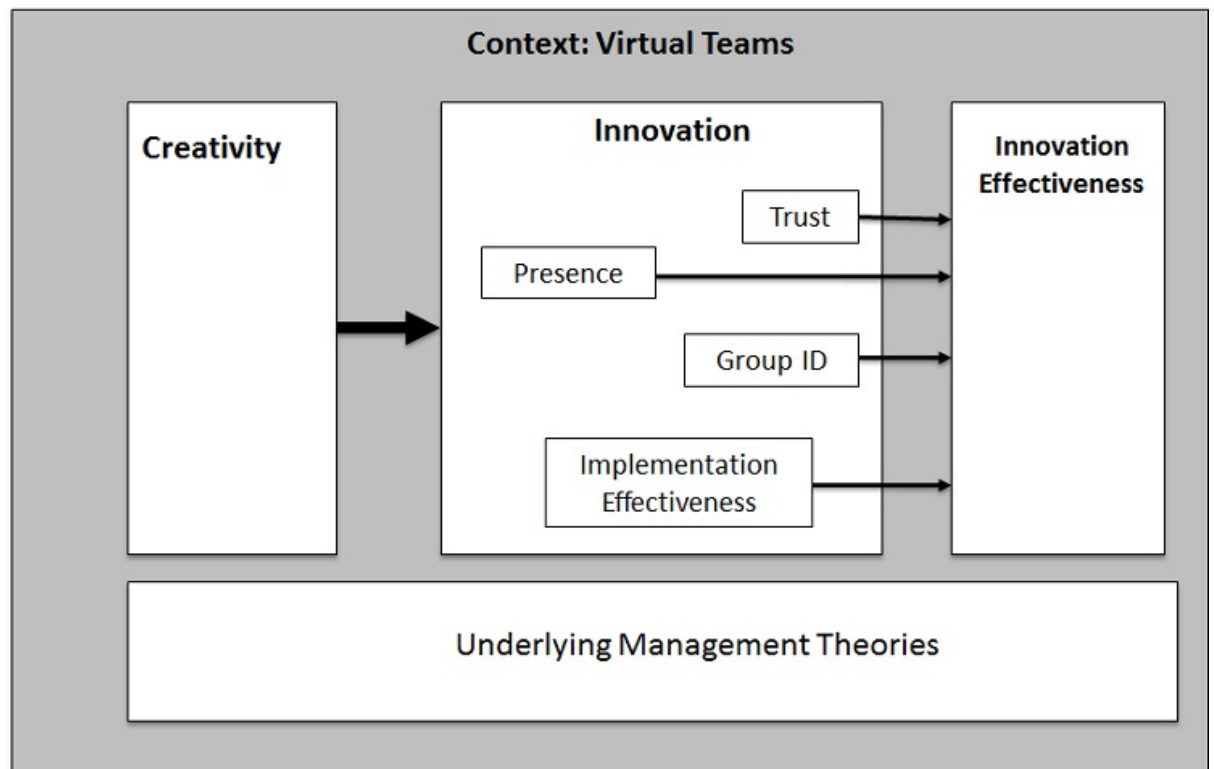 Context: Virtual Teams
Creativity
Innovation
Trust
Presence
Group ID
Implementation
Effectiveness
Innovation
Effectiveness
Underlying Management Theories